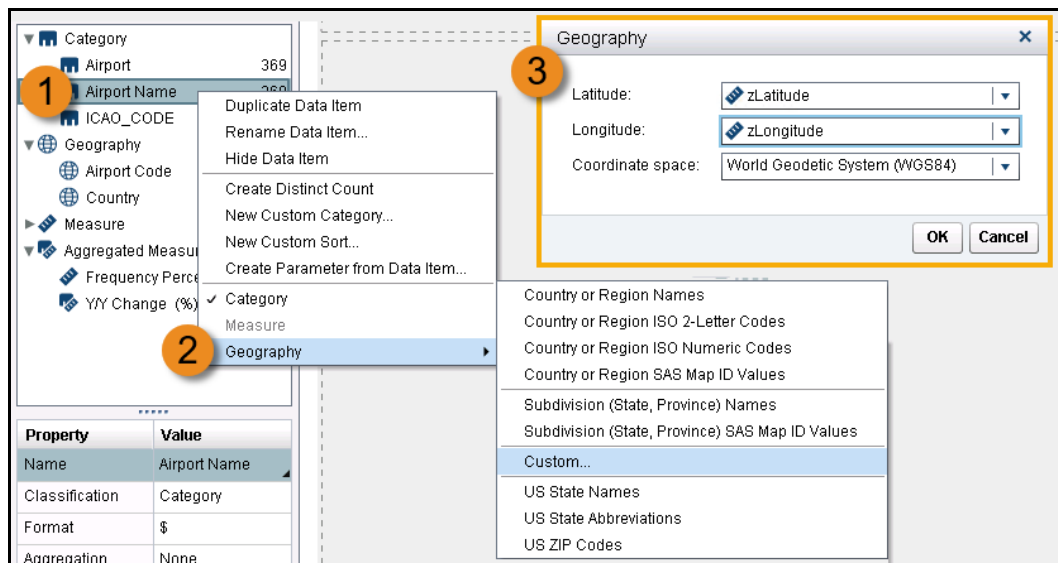 Category
Airport 369
1
Airport Name
ICAO_CODE
Geography
Airport Code
Country
Measure
Aggregated Measu
Frequency Perce
Y/Y Change (%)
Property Value
Name Airport Name
Classification Category
Format $
Aggregation None
Duplicate Data Item
Rename Data Item...
Hide Data Item
Create Distinct Count
New Custom Category...
New Custom Sort...
Create Parameter from Data Item...
✓ Category
Measure
2
Geography
Country or Region Names
Country or Region ISO 2-Letter Codes
Country or Region ISO Numeric Codes
Country or Region SAS Map ID Values
Subdivision (State, Province) Names
Subdivision (State, Province) SAS Map ID Values
Custom...
US State Names
US State Abbreviations
US ZIP Codes
Geography
3
Latitude: zLatitude
Longitude: zLongitude
Coordinate space: World Geodetic System (WGS84)
OK Cancel